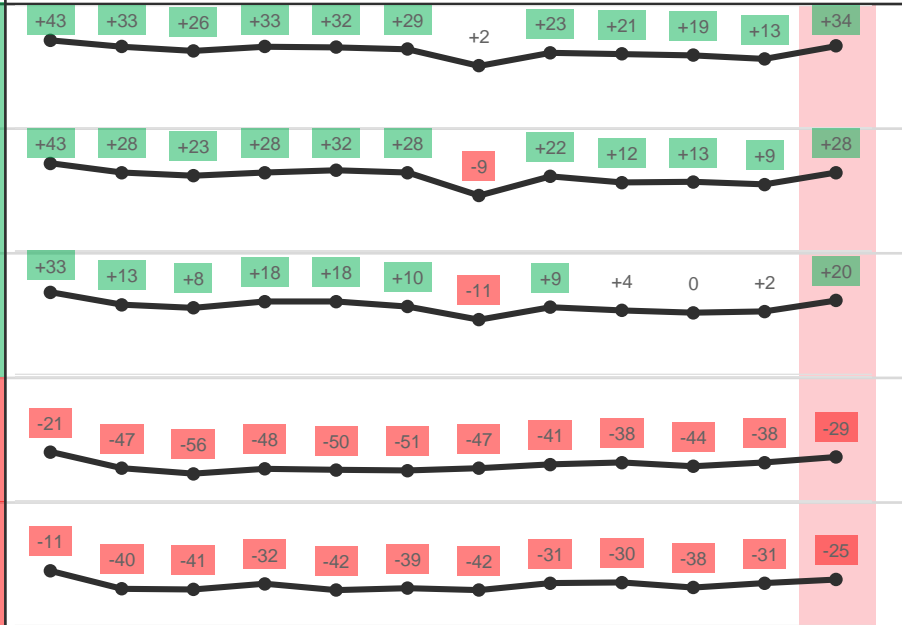 +43 +33 +26 +33 +32 +29 +2 +23 +21 +19 +13 +34
+43 +28 +23 +28 +32 +28 -9 +22 +12 +13 +9 +28
+33 +13 +8 +18 +18 +10 -11 +9 +4 0 +2 +20
-21 -47 -56 -48 -50 -51 -47 -41 -38 -44 -38 -29
-11 -40 -41 -32 -42 -39 -42 -31 -30 -38 -31 -25